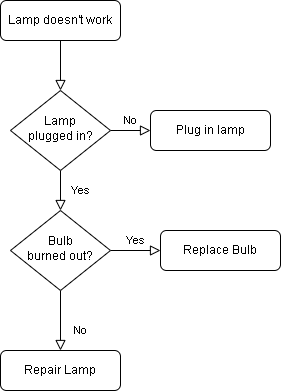 Lamp doesn't work
Lamp
plugged in?
No
Plug in lamp
Yes
Bulb
burned out?
Yes
Replace Bulb
No
Repair Lamp